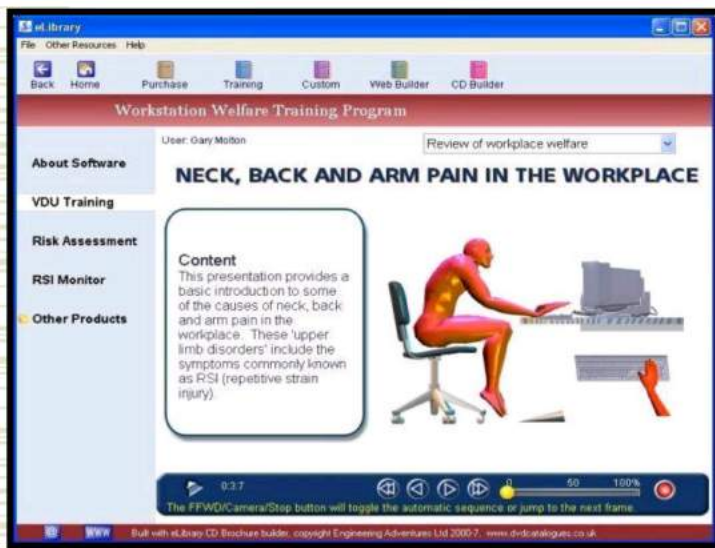 eLibrary
File Other Resources Help
Back Home Purchase Training Custom Web Builder CD Builder
Workstation Welfare Training Program
User: Gary Molton
Review of workplace welfare
About Software
VDU Training
Risk Assessment
RSI Monitor
Other Products
NECK, BACK AND ARM PAIN IN THE WORKPLACE
Content
This presentation provides a
basic introduction to some
of the causes of neck, back
and arm pain in the
workplace. These 'upper
limb disorders' include the
symptoms commonly known
as RSI (repetitive strain
injury).
0:3:7
0 50 100%
The FFWD/Camera/Stop button will toggle the automatic sequence or jump to the next frame.
WWW Built with eLibrary CD Brochure builder, copyright Engineering Adventures Ltd 2000-7. www.dvdcatalogues.co.uk